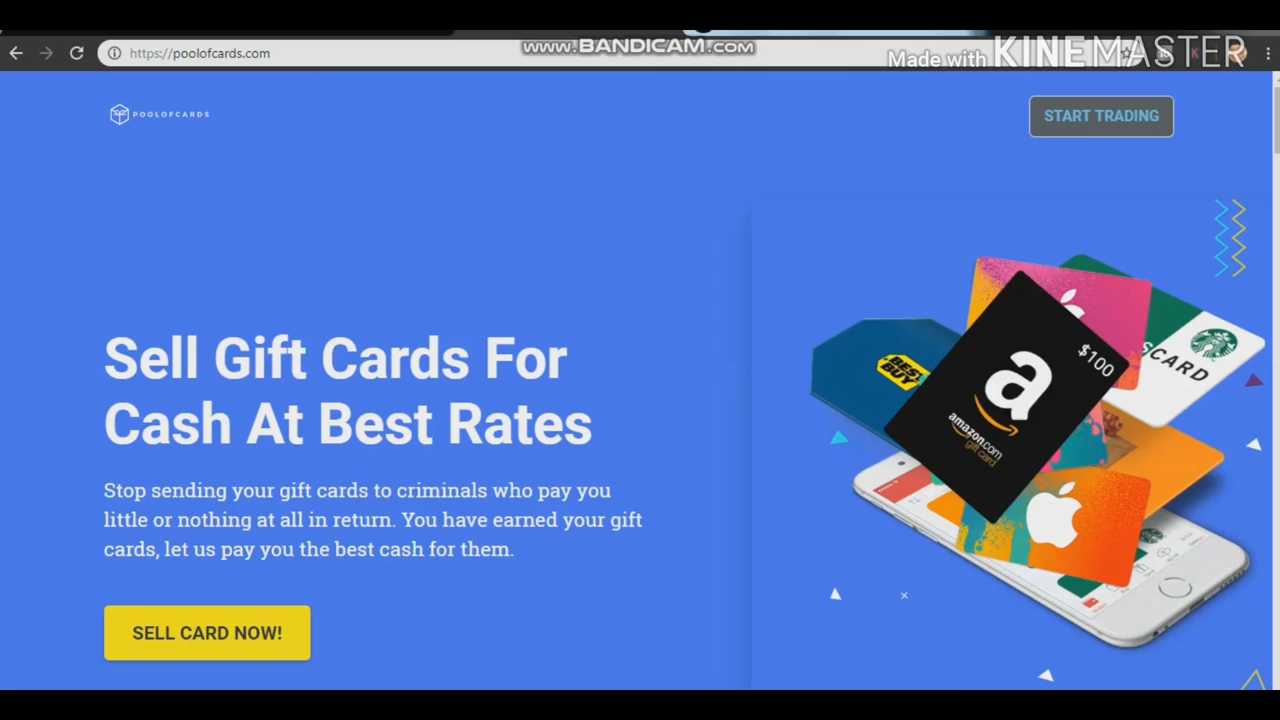 www.BANDICAM.com
Made with KINEMASTER
https://poolofcards.com
POOLOFCARDS
START TRADING
Sell Gift Cards For
Cash At Best Rates
Stop sending your gift cards to criminals who pay you
little or nothing at all in return. You have earned your gift
cards, let us pay you the best cash for them.
SELL CARD NOW!
BEST
BUY
$100
a
amazon.com
gift card
SCARD